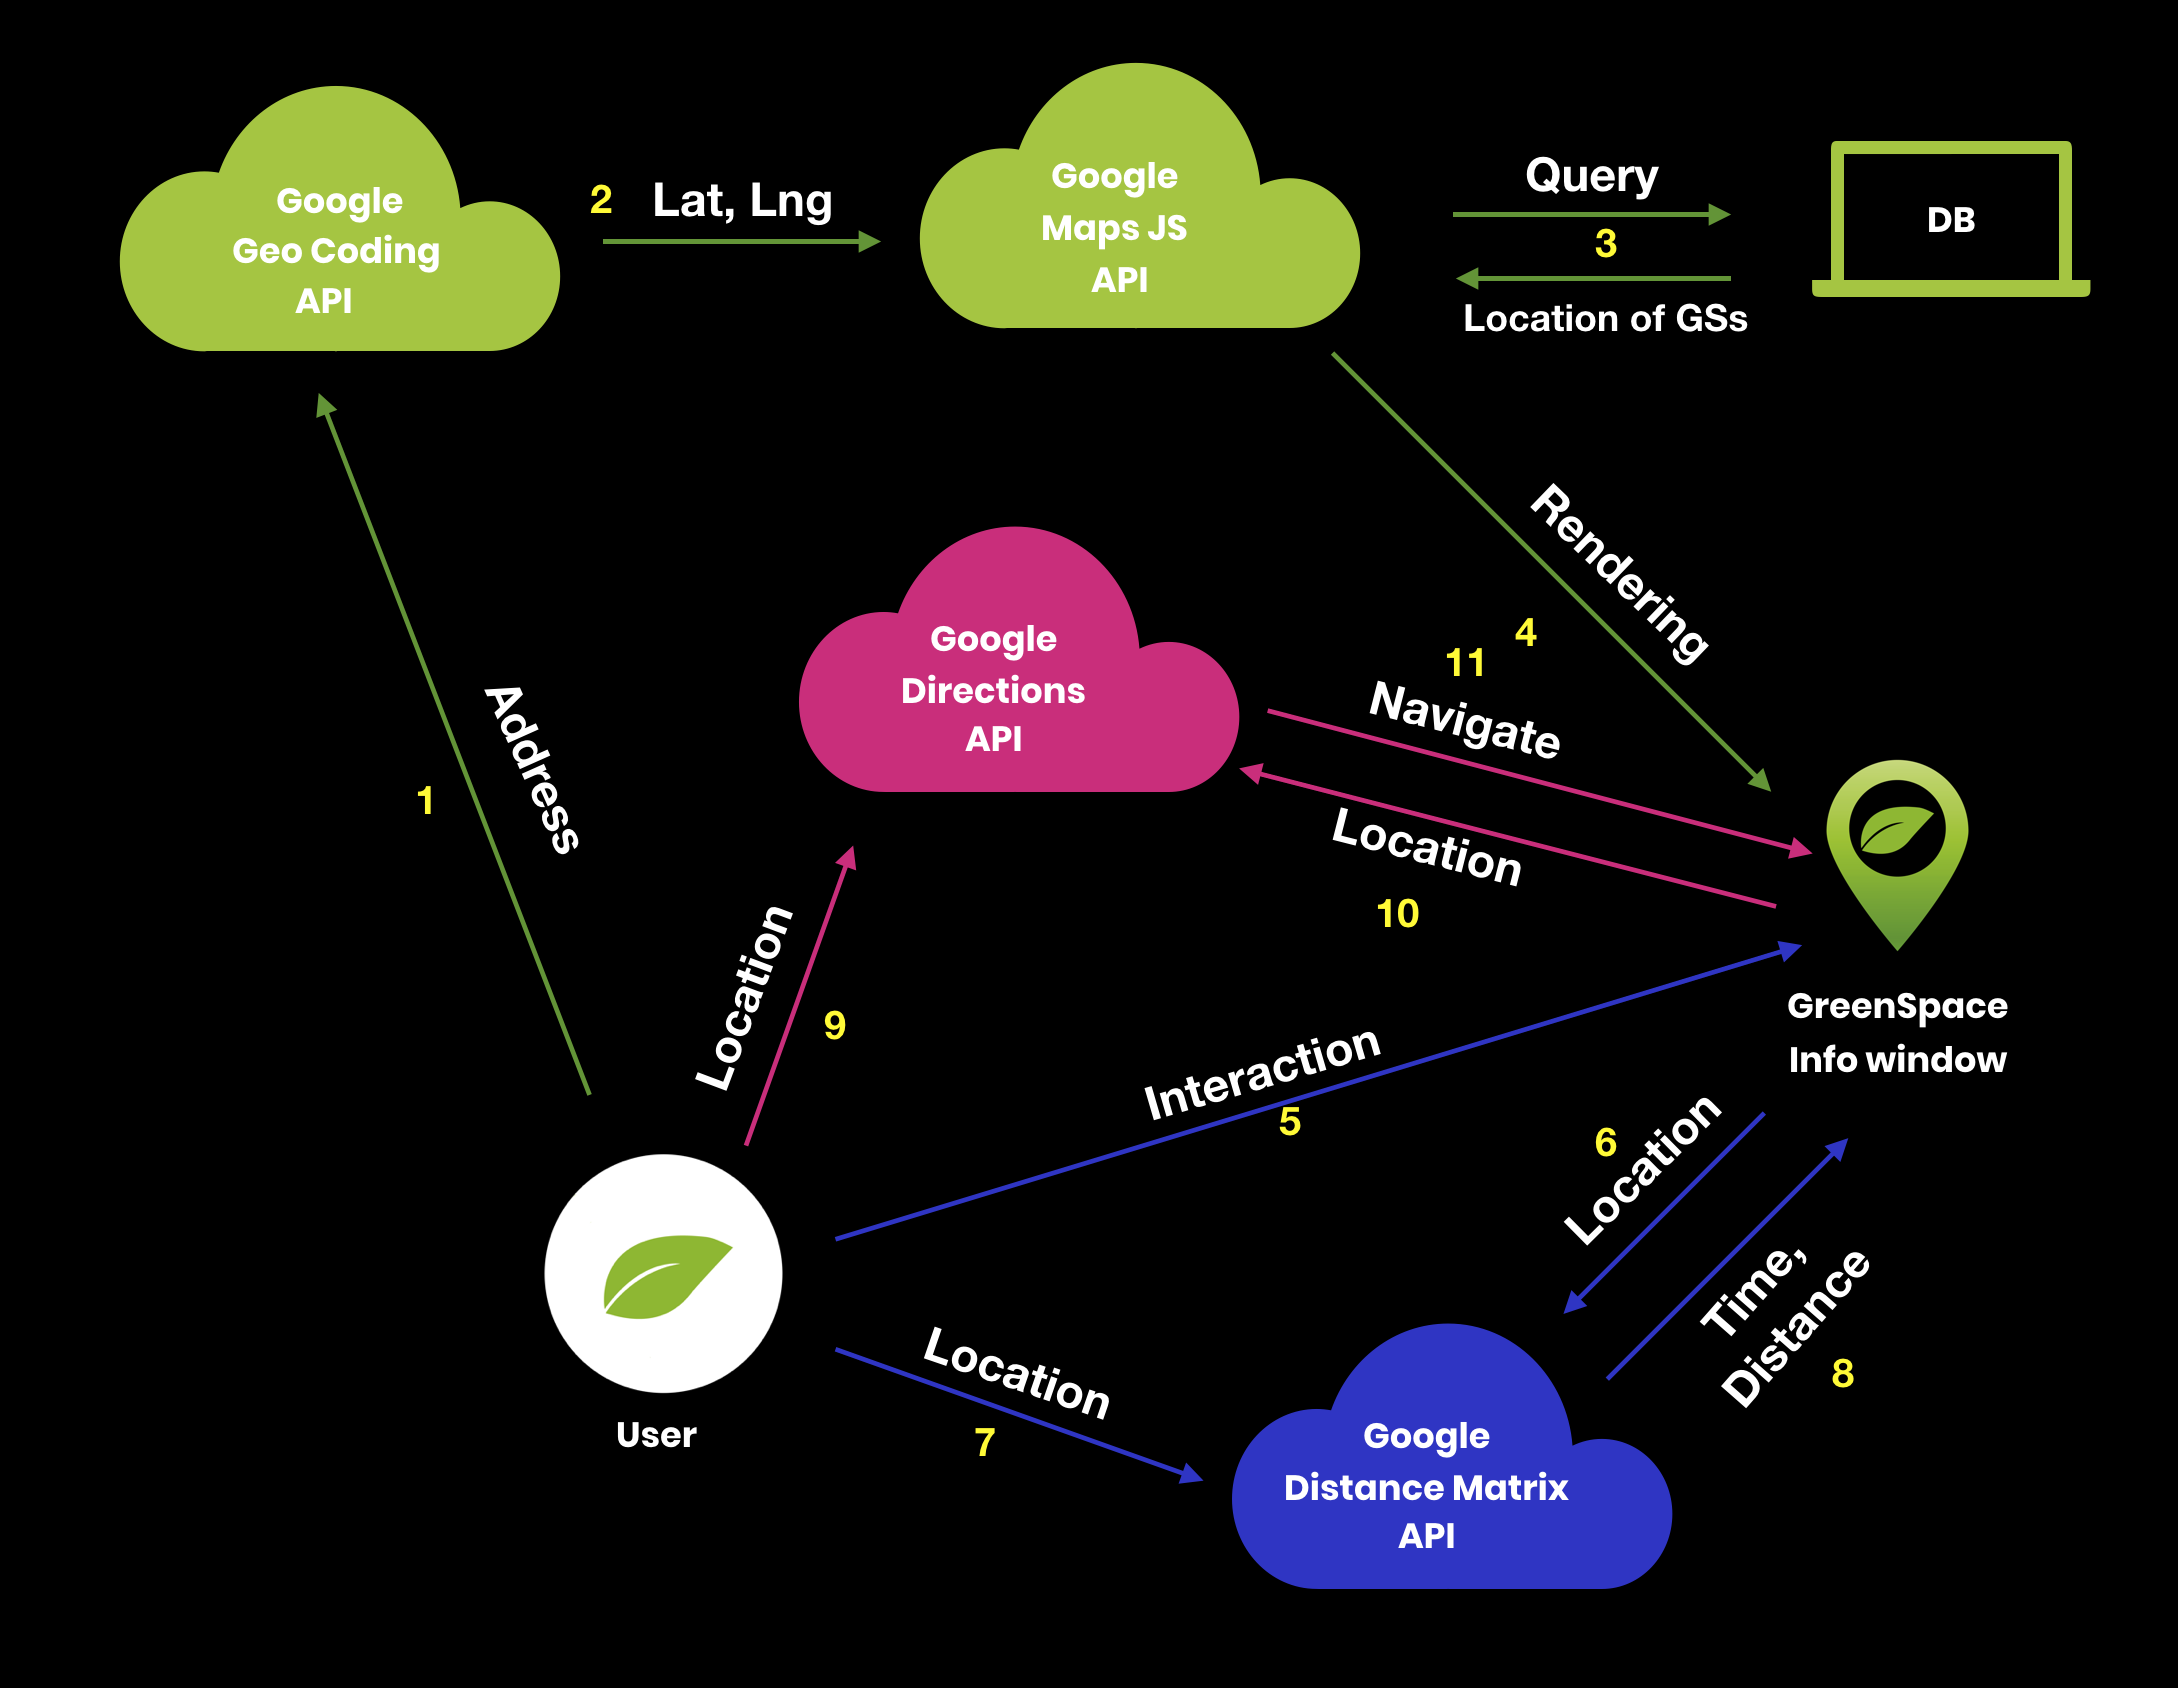 Google
Geo Coding
API
2
Lat, Lng
Google
Maps JS
API
Query
3
Location of GSs
DB
Rendering
4
11
Navigate
Google
Directions
API
Location
10
Address
1
Location
9
GreenSpace
Info window
Interaction
5
6
Location
Time,
Distance
8
User
Location
7
Google
Distance Matrix
API